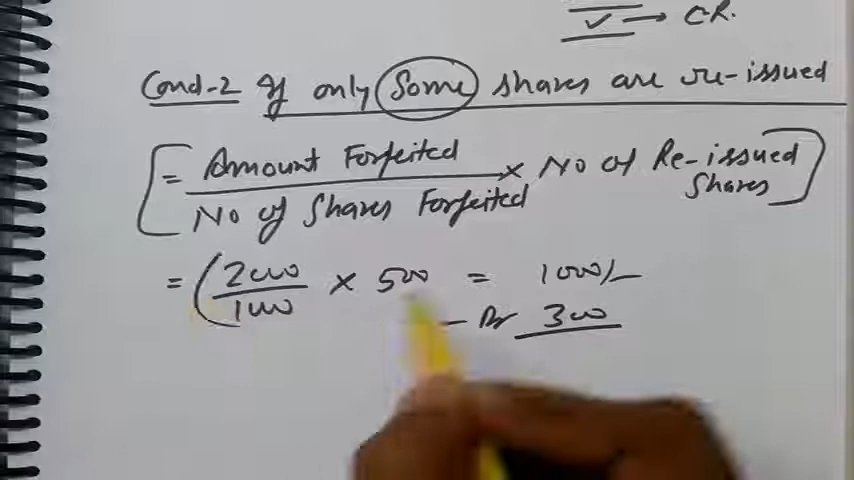 ✓ → C.R.
Cond-2 If only Some shares are re-issued
= Amount Forfeited / No of Shares Forfeited × No of Re-issued Shares
= (2000 / 1000 × 500 = 1000/-
- Dr 300